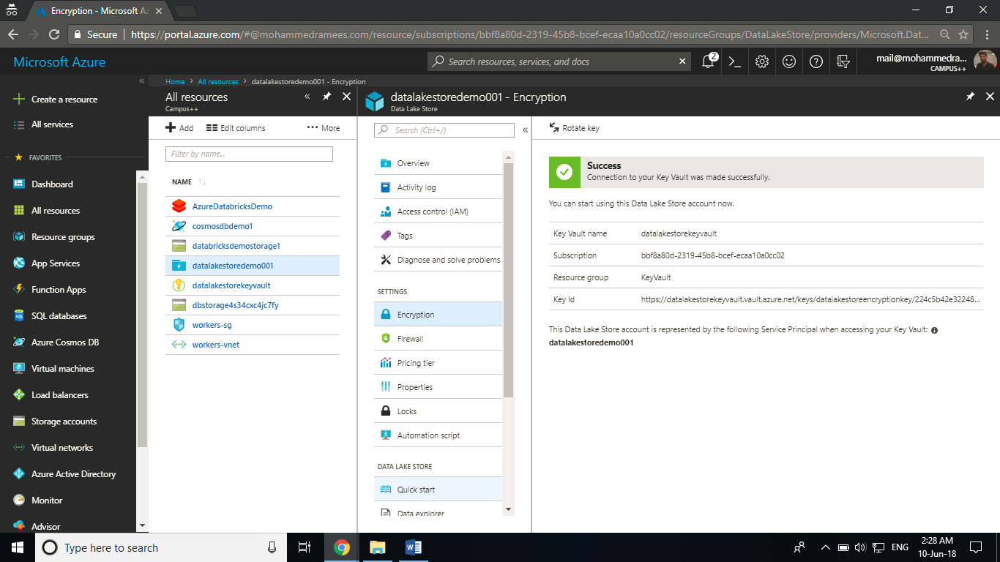 Encryption - Microsoft Az
Secure
https://portal.azure.com/#@mohammedramees.com/resource/subscriptions/bbf8a80d-2319-45b8-bcef-ecaa10a0cc02/resourceGroups/DataLakeStore/providers/Microsoft.Dat...
Microsoft Azure
Search resources, services, and docs
2
mail@mohammedra...
CAMPUS++
Create a resource
All services
FAVORITES
Dashboard
All resources
Resource groups
App Services
Function Apps
SQL databases
Azure Cosmos DB
Virtual machines
Load balancers
Storage accounts
Virtual networks
Azure Active Directory
Monitor
Advisor
Home > All resources > datalakestoredemo001 - Encryption
All resources
Campus++
Add
Edit columns
More
Filter by name...
NAME
AzureDatabricksDemo
cosmosdbdemo1
databricksdemostorage1
datalakestoredemo001
datalakestorekeyvault
dbstorage4s34cxc4jc7fy
workers-sg
workers-vnet
datalakestoredemo001 - Encryption
Data Lake Store
Search (Ctrl+/)
Overview
Activity log
Access control (IAM)
Tags
Diagnose and solve problems
SETTINGS
Encryption
Firewall
Pricing tier
Properties
Locks
Automation script
DATA LAKE STORE
Quick start
Data explorer
Rotate key
Success
Connection to your Key Vault was made successfully.
You can start using this Data Lake Store account now.
Key Vault name datalakestorekeyvault
Subscription bbf8a80d-2319-45b8-bcef-ecaa10a0cc02
Resource group KeyVault
Key Id https://datalakestorekeyvault.vault.azure.net/keys/datalakestoreencryptionkey/224c5b42e32248...
This Data Lake Store account is represented by the following Service Principal when accessing your Key Vault:
datalakestoredemo001
Type here to search
ENG
2:28 AM
10-Jun-18